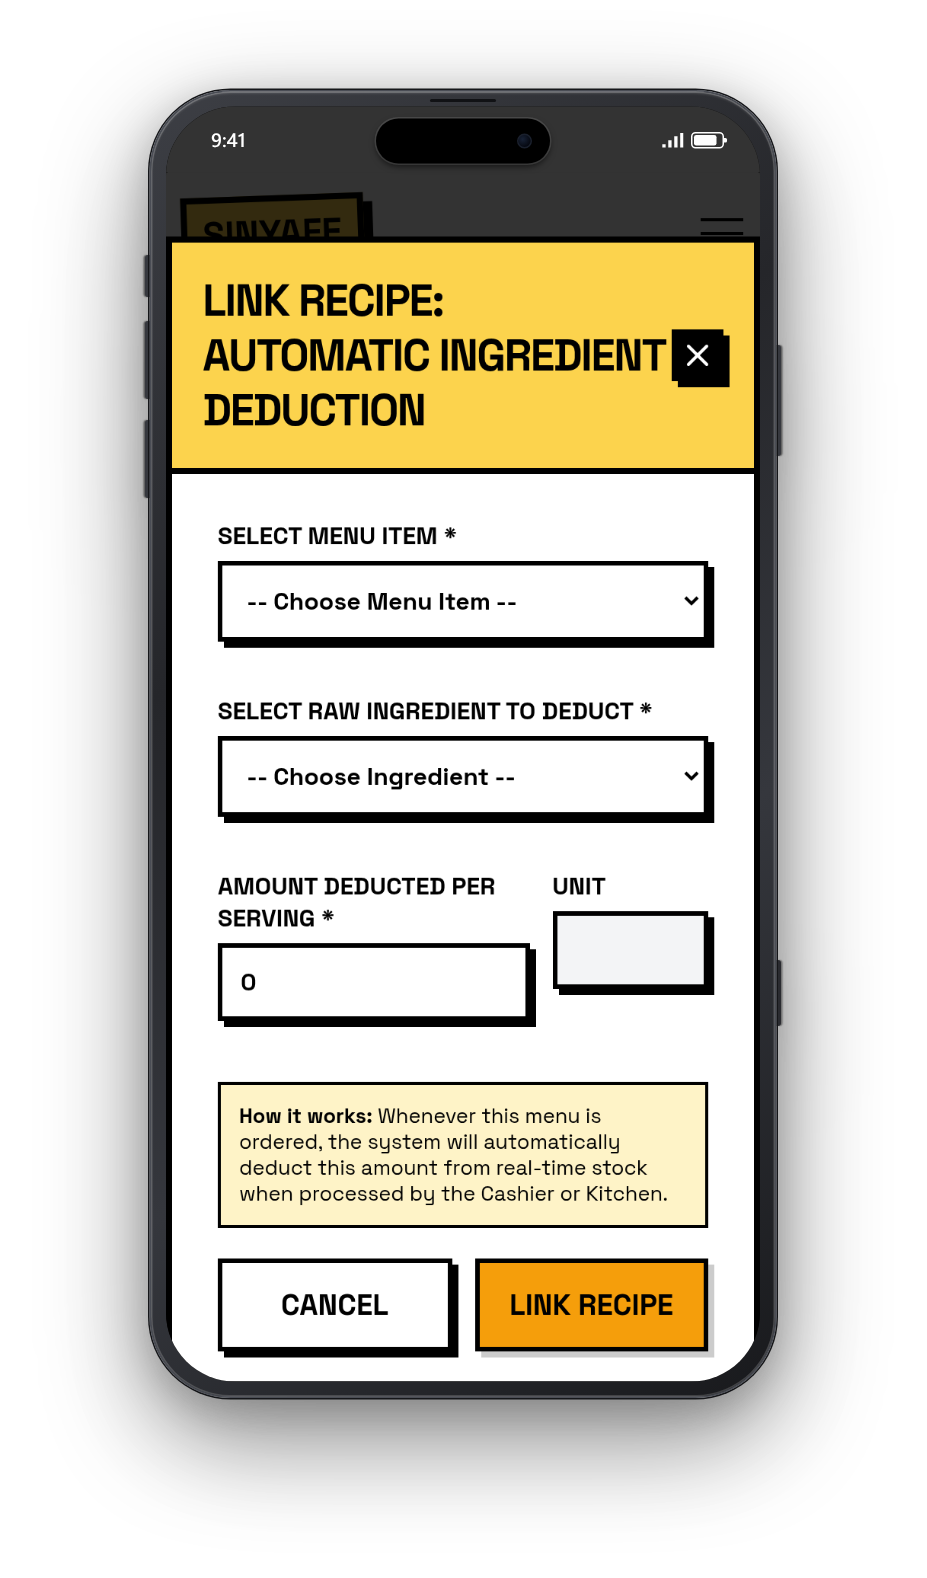 9:41
SINYAFE
LINK RECIPE:
AUTOMATIC INGREDIENT
DEDUCTION
SELECT MENU ITEM *
-- Choose Menu Item --
SELECT RAW INGREDIENT TO DEDUCT *
-- Choose Ingredient --
AMOUNT DEDUCTED PER
SERVING *
UNIT
0
How it works: Whenever this menu is
ordered, the system will automatically
deduct this amount from real-time stock
when processed by the Cashier or Kitchen.
CANCEL
LINK RECIPE